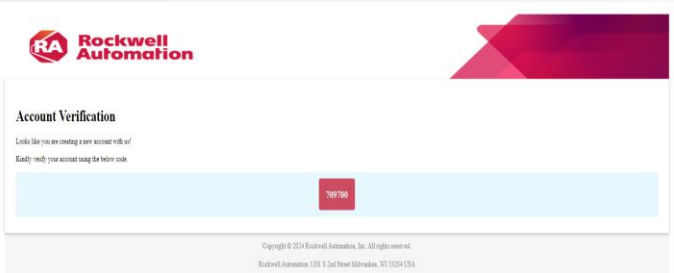 RA Rockwell
Automation
Account Verification
Looks like you are creating a new account with us!
Kindly verify your account using the below code.
709700
Copyright © 2024 Rockwell Automation, Inc. All rights reserved.
Rockwell Automation 1201 S 2nd Street Milwaukee, WI 53204 USA